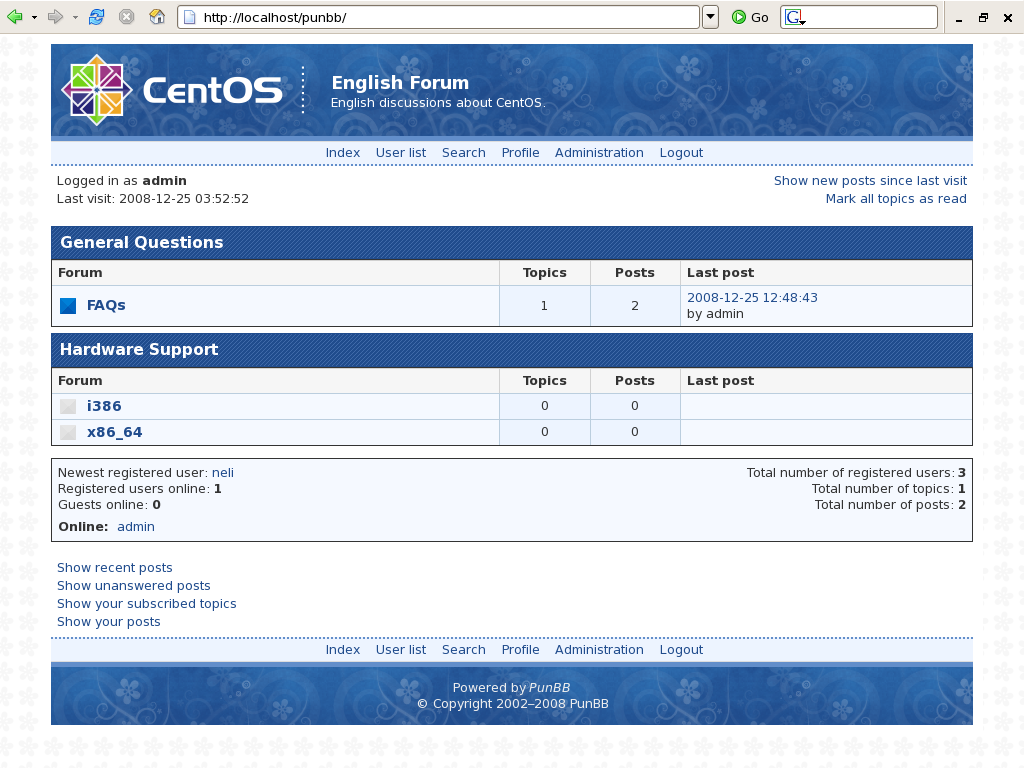 http://localhost/punbb/ Go G
CentOS
English Forum
English discussions about CentOS.
Index User list Search Profile Administration Logout
Logged in as admin Show new posts since last visit
Last visit: 2008-12-25 03:52:52 Mark all topics as read
General Questions
Forum Topics Posts Last post
FAQs 1 2 2008-12-25 12:48:43
by admin
Hardware Support
Forum Topics Posts Last post
i386 0 0
x86_64 0 0
Newest registered user: neli Total number of registered users: 3
Registered users online: 1 Total number of topics: 1
Guests online: 0 Total number of posts: 2
Online: admin
Show recent posts
Show unanswered posts
Show your subscribed topics
Show your posts
Index User list Search Profile Administration Logout
Powered by PunBB
© Copyright 2002–2008 PunBB